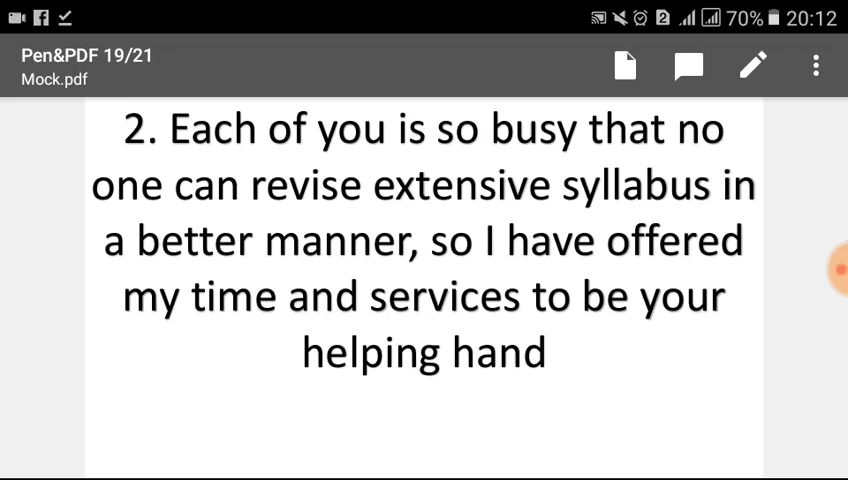 70% 20:12
Pen&PDF 19/21
Mock.pdf
2. Each of you is so busy that no
one can revise extensive syllabus in
a better manner, so I have offered
my time and services to be your
helping hand